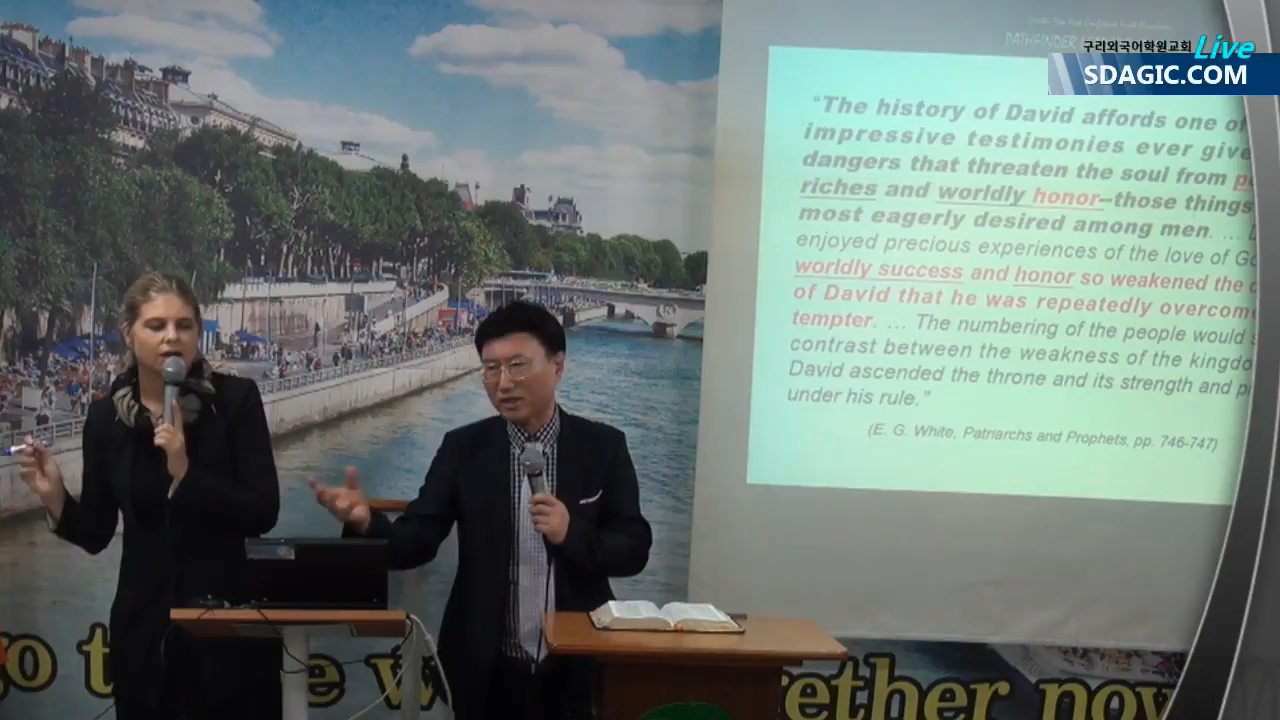 구리외국어학원교회 Live
SDAGIC.COM
PATHFINDER
“The history of David affords one of
impressive testimonies ever give
dangers that threaten the soul from
riches and worldly honor--those things
most eagerly desired among men. ...
enjoyed precious experiences of the love of
worldly success and honor so weakened the
of David that he was repeatedly overcom
tempter. ... The numbering of the people would
contrast between the weakness of the kingdo
David ascended the throne and its strength and
under his rule.”
(E. G. White, Patriarchs and Prophets, pp. 746-747)
go t e w ether now